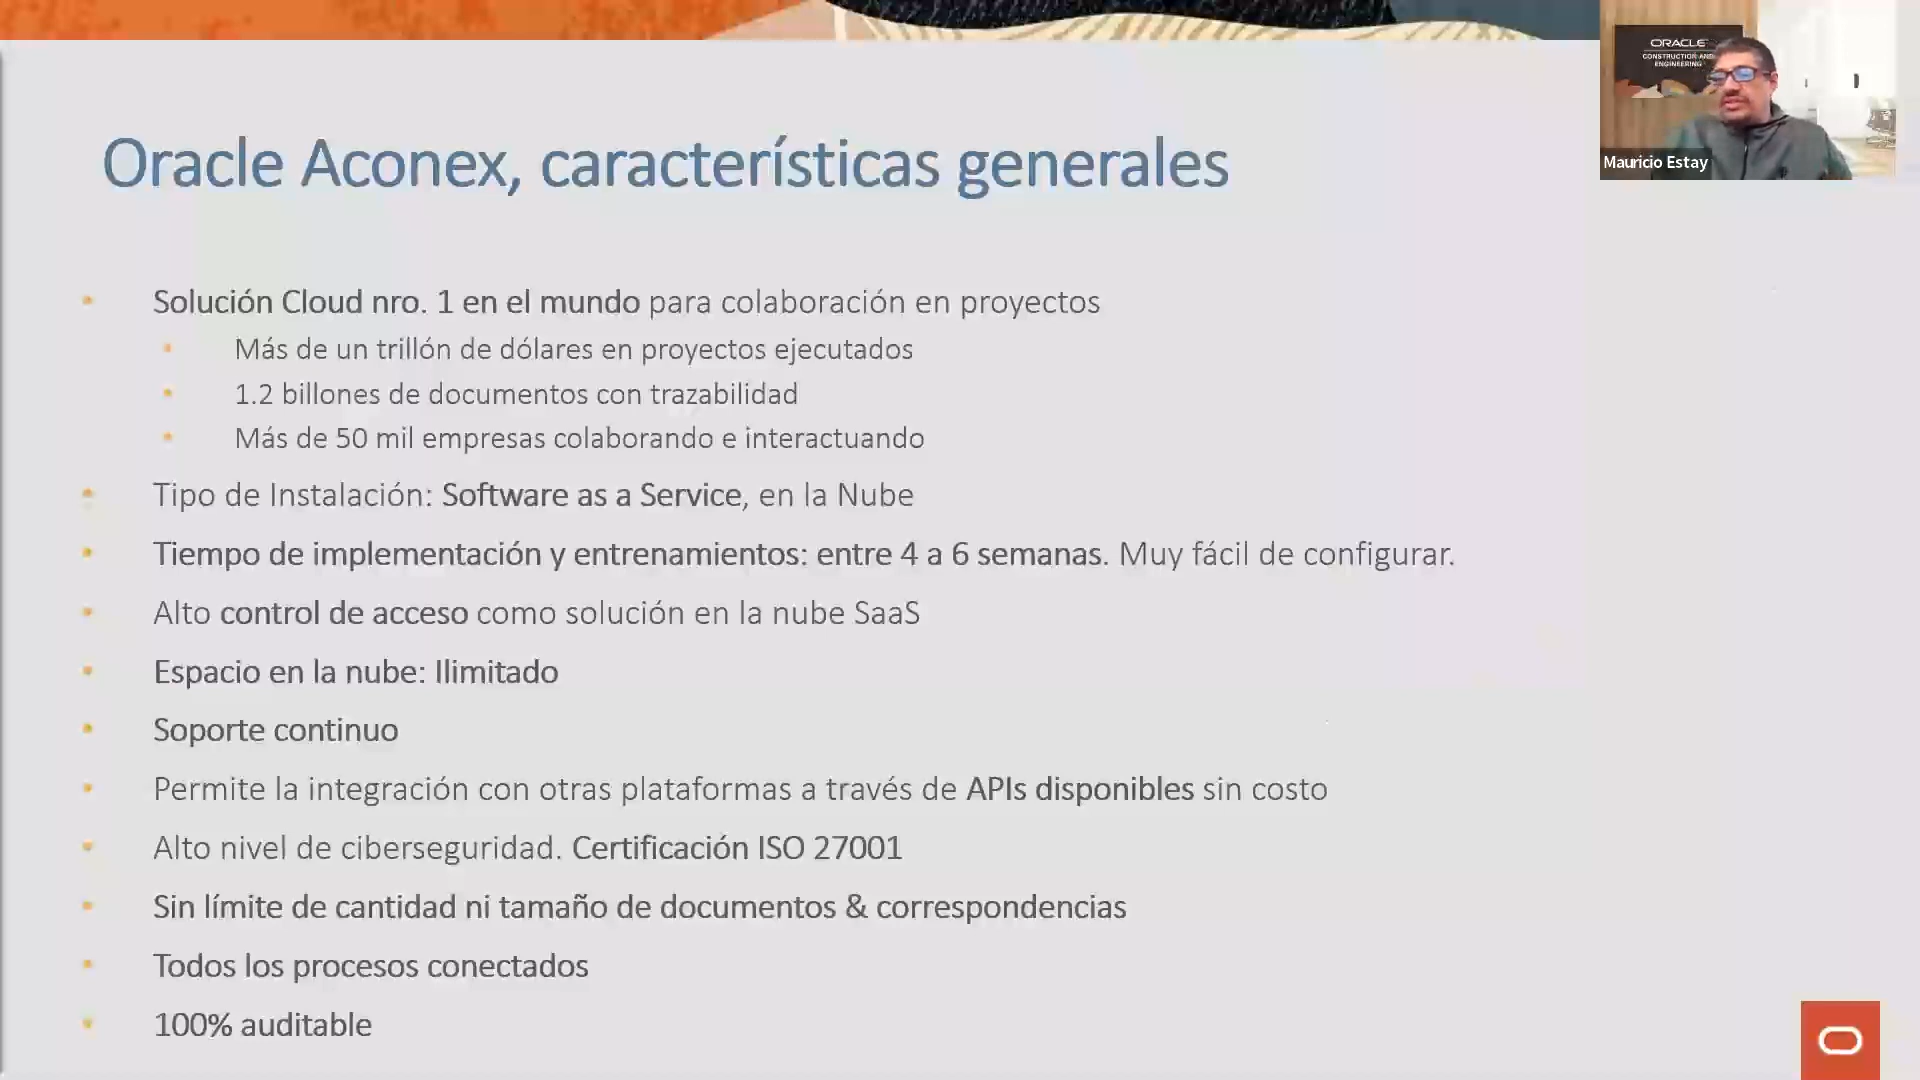 ORACLE
CONSTRUCTION AND
ENGINEERING
Mauricio Estay
Oracle Aconex, características generales
• Solución Cloud nro. 1 en el mundo para colaboración en proyectos
• Más de un trillón de dólares en proyectos ejecutados
• 1.2 billones de documentos con trazabilidad
• Más de 50 mil empresas colaborando e interactuando
• Tipo de Instalación: Software as a Service, en la Nube
• Tiempo de implementación y entrenamientos: entre 4 a 6 semanas. Muy fácil de configurar.
• Alto control de acceso como solución en la nube SaaS
• Espacio en la nube: Ilimitado
• Soporte continuo
• Permite la integración con otras plataformas a través de APIs disponibles sin costo
• Alto nivel de ciberseguridad. Certificación ISO 27001
• Sin límite de cantidad ni tamaño de documentos & correspondencias
• Todos los procesos conectados
• 100% auditable